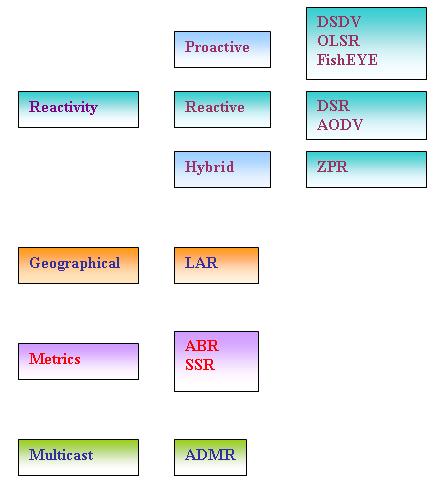 Proactive
DSDV
OLSR
FishEYE
Reactivity
Reactive
DSR
AODV
Hybrid
ZPR
Geographical
LAR
Metrics
ABR
SSR
Multicast
ADMR